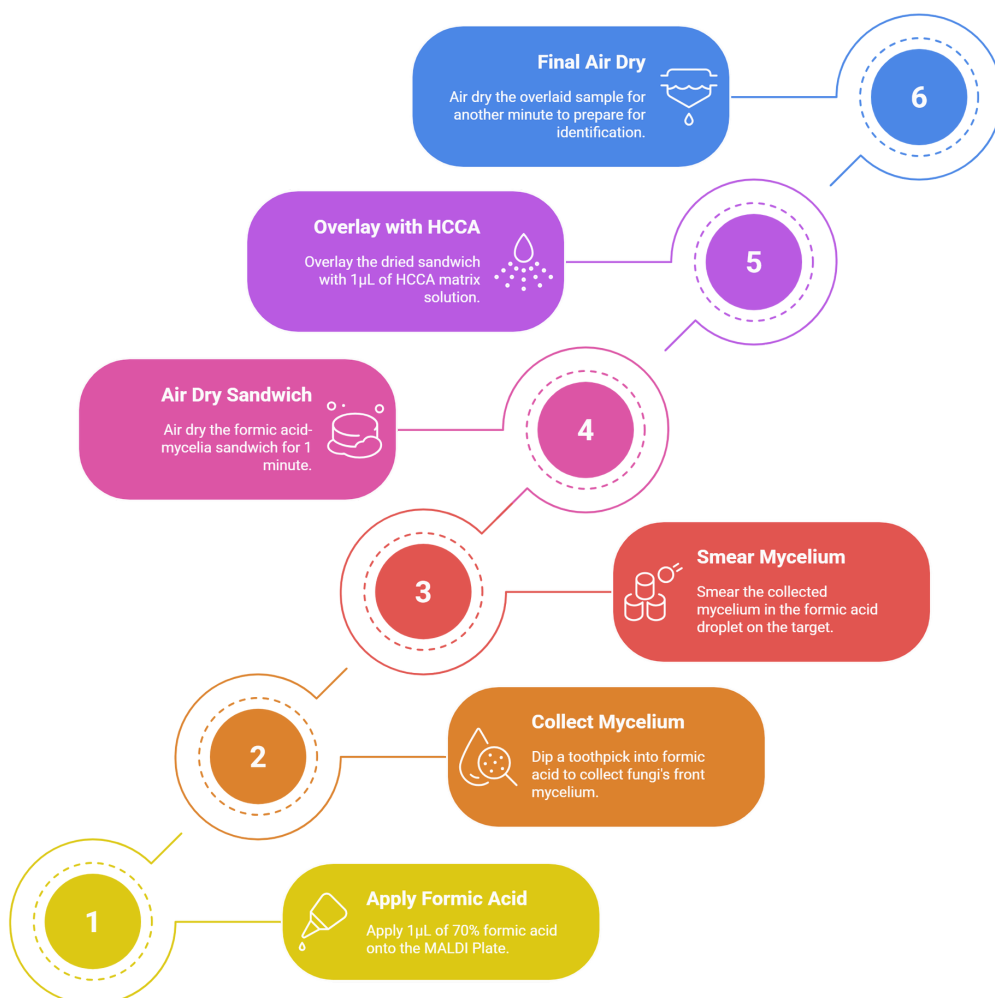 Final Air Dry
Air dry the overlaid sample for
another minute to prepare for
identification.
6
Overlay with HCCA
Overlay the dried sandwich
with 1µL of HCCA matrix
solution.
5
Air Dry Sandwich
Air dry the formic acid-
mycelia sandwich for 1
minute.
4
3
Smear Mycelium
Smear the collected
mycelium in the formic acid
droplet on the target.
2
Collect Mycelium
Dip a toothpick into formic
acid to collect fungi's front
mycelium.
1
Apply Formic Acid
Apply 1µL of 70% formic acid
onto the MALDI Plate.